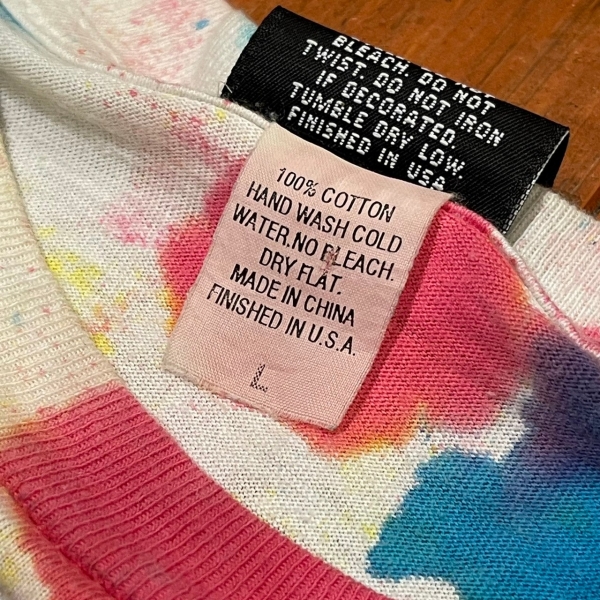 BLEACH. DO NOT
TWIST. DO NOT IRON
IF DECORATED.
TUMBLE DRY LOW.
FINISHED IN USA
100% COTTON
HAND WASH COLD
WATER.NO BLEACH.
DRY FLAT.
MADE IN CHINA
FINISHED IN U.S.A.
L